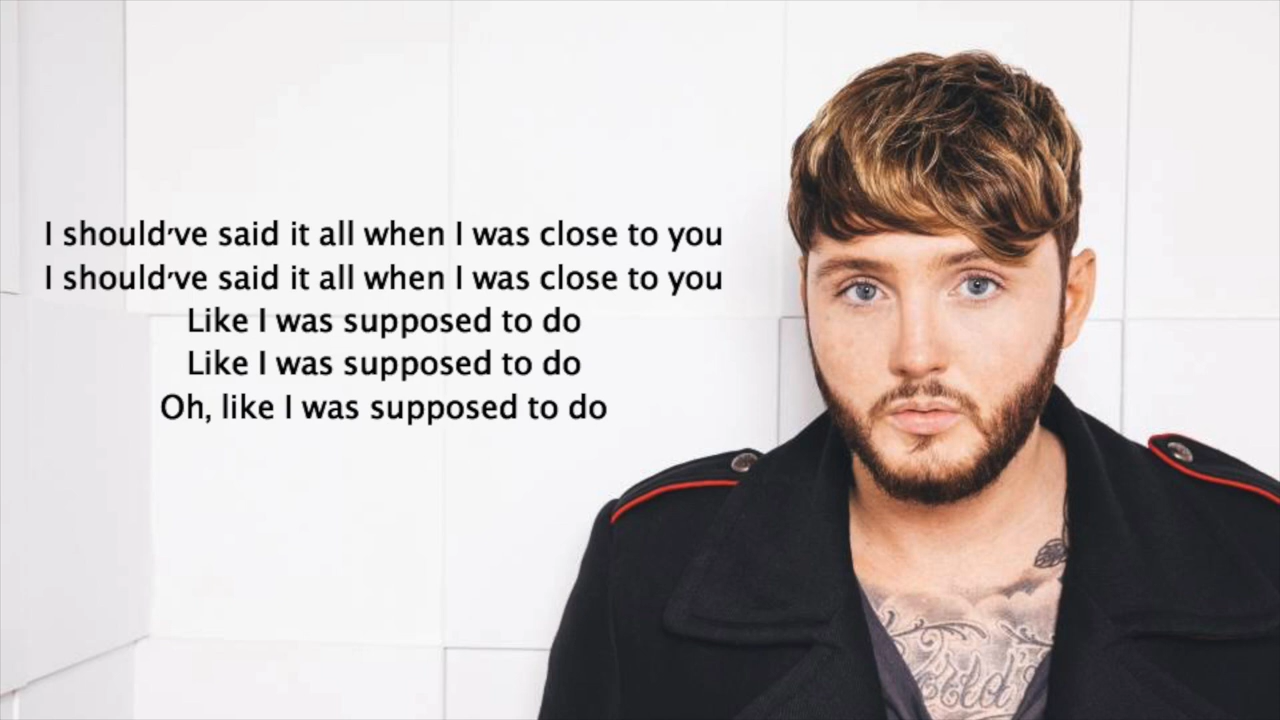 I should've said it all when I was close to you
I should've said it all when I was close to you
Like I was supposed to do
Like I was supposed to do
Oh, like I was supposed to do